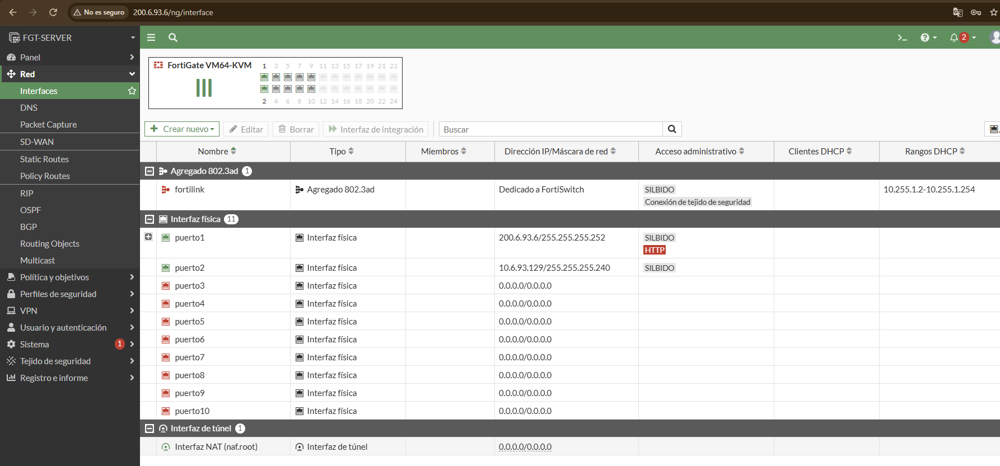 No es seguro 200.6.93.6/ng/interface
FGT-SERVER
2
Panel
Red
Interfaces
DNS
Packet Capture
SD-WAN
Static Routes
Policy Routes
RIP
OSPF
BGP
Routing Objects
Multicast
Política y objetivos
Perfiles de seguridad
VPN
Usuario y autenticación
Sistema 1
Tejido de seguridad
Registro e informe
FortiGate VM64-KVM
1 3 5 7 9 11 13 15 17 19 21 23
2 4 6 8 10 12 14 16 18 20 22 24
Crear nuevo Editar Borrar Interfaz de integración Buscar
Nombre Tipo Miembros Dirección IP/Máscara de red Acceso administrativo Clientes DHCP Rangos DHCP
Agregado 802.3ad 1
fortilink Agregado 802.3ad Dedicado a FortiSwitch SILBIDO 10.255.1.2-10.255.1.254
Conexión de tejido de seguridad
Interfaz física 11
puerto1 Interfaz física 200.6.93.6/255.255.255.252 SILBIDO
HTTP
puerto2 Interfaz física 10.6.93.129/255.255.255.240 SILBIDO
puerto3 Interfaz física 0.0.0.0/0.0.0.0
puerto4 Interfaz física 0.0.0.0/0.0.0.0
puerto5 Interfaz física 0.0.0.0/0.0.0.0
puerto6 Interfaz física 0.0.0.0/0.0.0.0
puerto7 Interfaz física 0.0.0.0/0.0.0.0
puerto8 Interfaz física 0.0.0.0/0.0.0.0
puerto9 Interfaz física 0.0.0.0/0.0.0.0
puerto10 Interfaz física 0.0.0.0/0.0.0.0
Interfaz de túnel 1
Interfaz NAT (naf.root) Interfaz de túnel 0.0.0.0/0.0.0.0